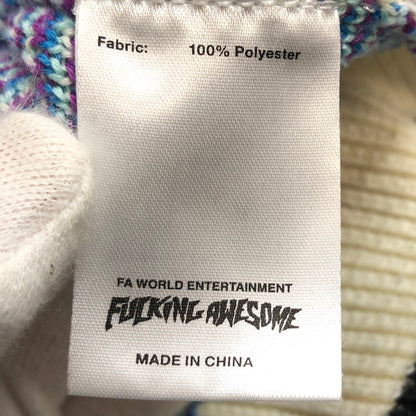 Fabric: 100% Polyester
FA WORLD ENTERTAINMENT
FUCKING AWESOME
MADE IN CHINA